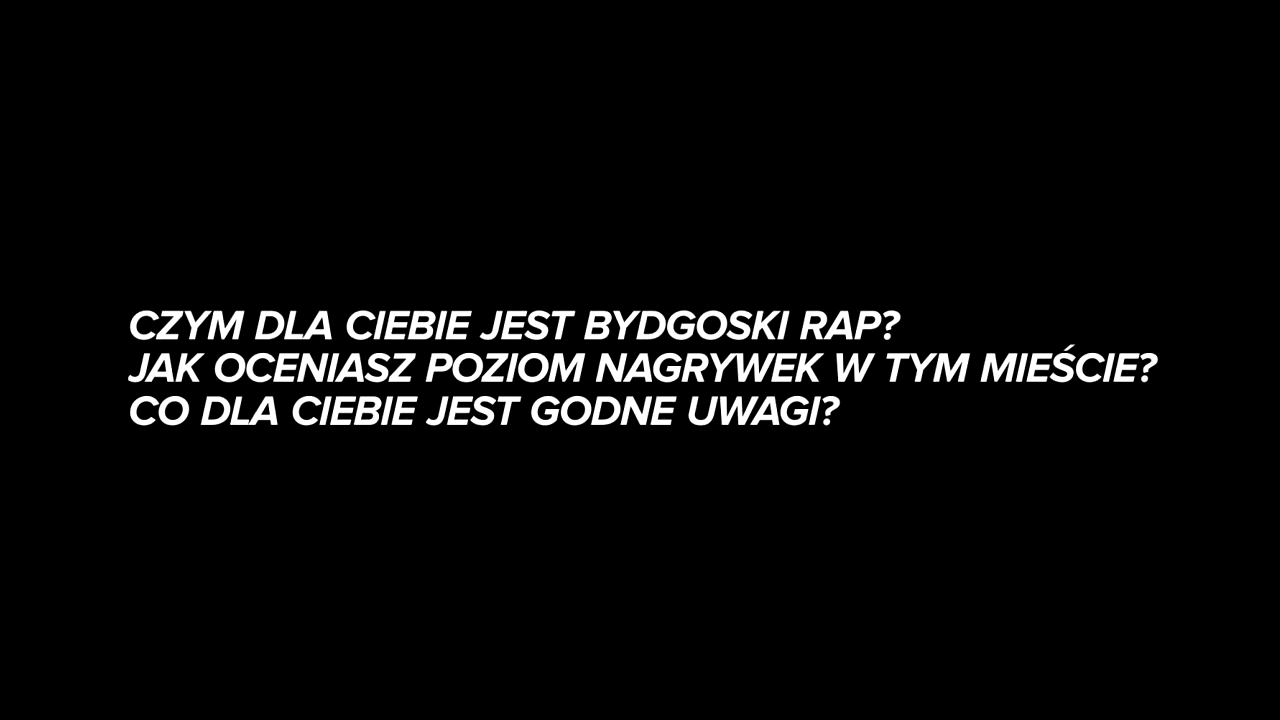 CZYM DLA CIEBIE JEST BYDGOSKI RAP?
JAK OCENIASZ POZIOM NAGRYWEK W TYM MIEŚCIE?
CO DLA CIEBIE JEST GODNE UWAGI?